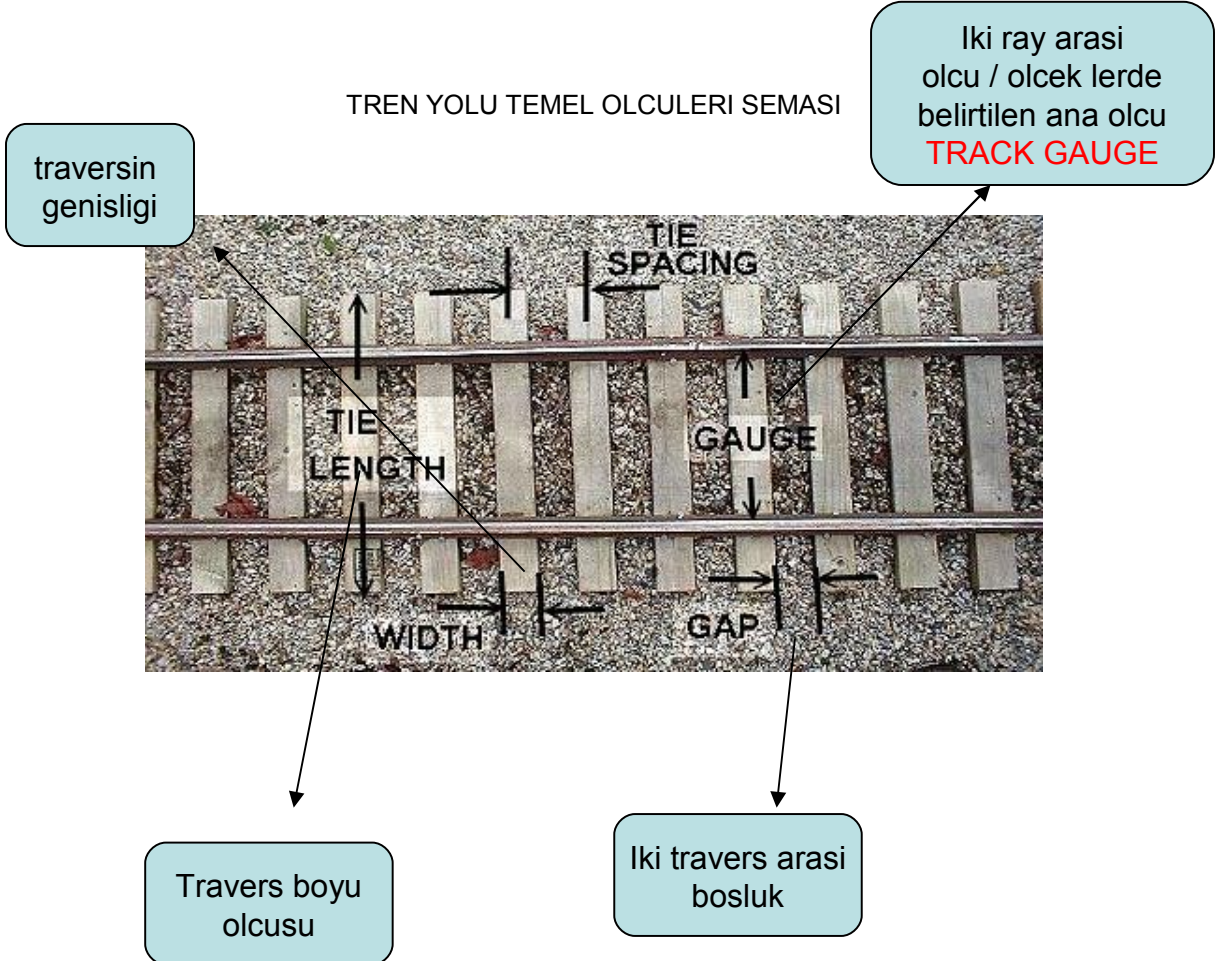 Iki ray arasi
olcu / olcek lerde
belirtilen ana olcu
TRACK GAUGE
TREN YOLU TEMEL OLCULERI SEMASI
traversin
genisligi
TIE
SPACING
TIE
LENGTH
GAUGE
WIDTH
GAP
Travers boyu
olcusu
Iki travers arasi
bosluk